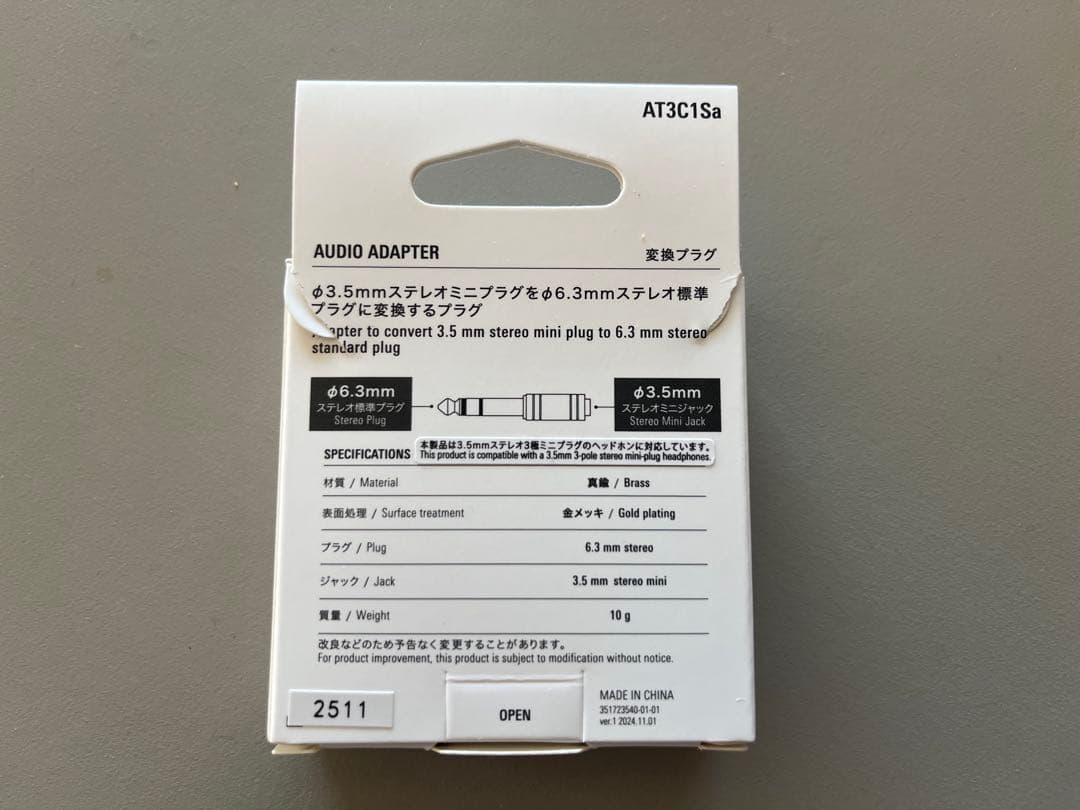 AT3C1Sa
AUDIO ADAPTER
変換プラグ
φ3.5mmステレオミニプラグをφ6.3mmステレオ標準
プラグに変換するプラグ
to convert 3.5 mm stereo mini plug to 6.3 mm stereo
standard plug
φ6.3mm
ステレオ標準プラグ
Stereo Plug
φ3.5mm
ステレオミニジャック
Stereo Mini Jack
本製品は3.5mmステレオ3極ミニプラグのヘッドホンに対応しています。
This product is compatible with a 3.5mm 3-pole stereo mini-plug headphones.
SPECIFICATIONS
材質 / Material 真鍮 / Brass
表面処理 / Surface treatment 金メッキ / Gold plating
プラグ / Plug 6.3 mm stereo
ジャック / Jack 3.5 mm stereo mini
質量 / Weight 10 g
改良などのため予告なく変更することがあります。
For product improvement, this product is subject to modification without notice.
2511
OPEN
MADE IN CHINA
351723540-01-01
ver.1 2024.11.01